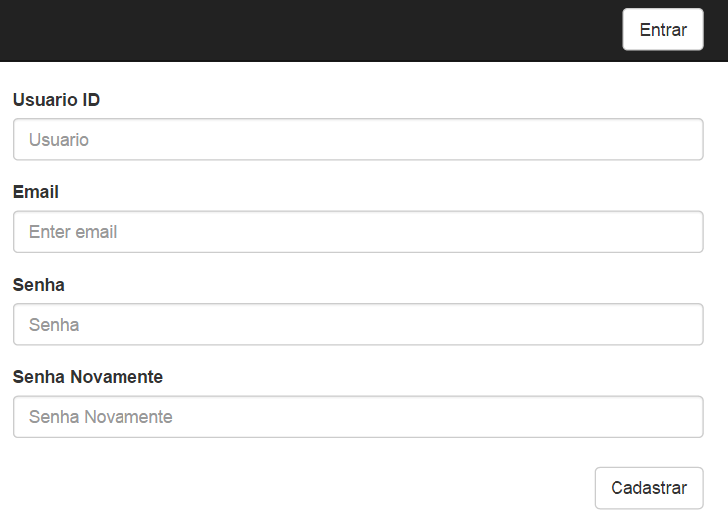 Entrar
Usuario ID
Usuario
Email
Enter email
Senha
Senha
Senha Novamente
Senha Novamente
Cadastrar